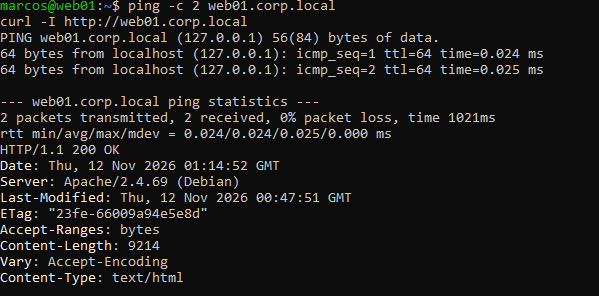 marcos@web01:~$ ping -c 2 web01.corp.local
curl -I http://web01.corp.local
PING web01.corp.local (127.0.0.1) 56(84) bytes of data.
64 bytes from localhost (127.0.0.1): icmp_seq=1 ttl=64 time=0.024 ms
64 bytes from localhost (127.0.0.1): icmp_seq=2 ttl=64 time=0.025 ms
--- web01.corp.local ping statistics ---
2 packets transmitted, 2 received, 0% packet loss, time 1021ms
rtt min/avg/max/mdev = 0.024/0.024/0.025/0.000 ms
HTTP/1.1 200 OK
Date: Thu, 12 Nov 2026 01:14:52 GMT
Server: Apache/2.4.69 (Debian)
Last-Modified: Thu, 12 Nov 2026 00:47:51 GMT
ETag: "23fe-66009a94e5e8d"
Accept-Ranges: bytes
Content-Length: 9214
Vary: Accept-Encoding
Content-Type: text/html